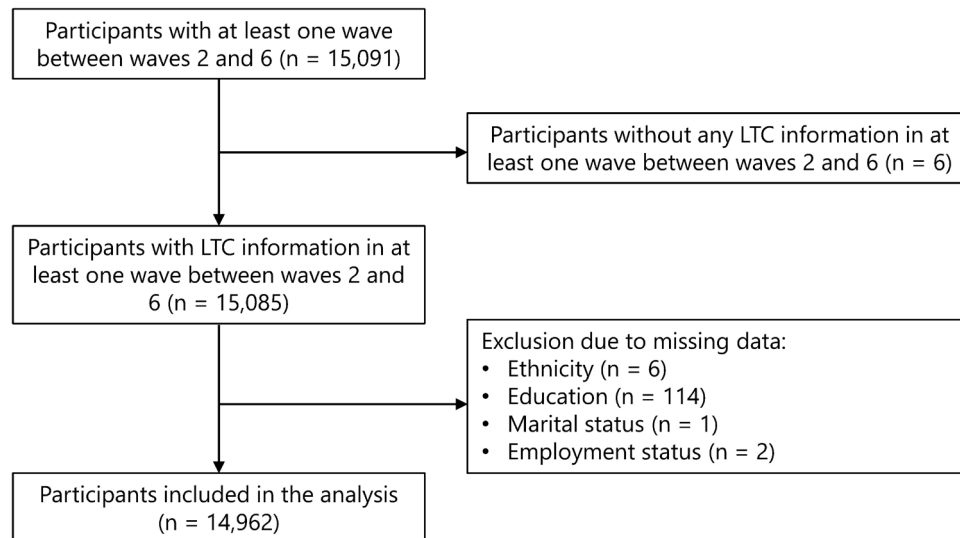 Participants with at least one wave
between waves 2 and 6 (n = 15,091)
Participants without any LTC information in at
least one wave between waves 2 and 6 (n = 6)
Participants with LTC information in at
least one wave between waves 2 and
6 (n = 15,085)
Exclusion due to missing data:
• Ethnicity (n = 6)
• Education (n = 114)
• Marital status (n = 1)
• Employment status (n = 2)
Participants included in the analysis
(n = 14,962)